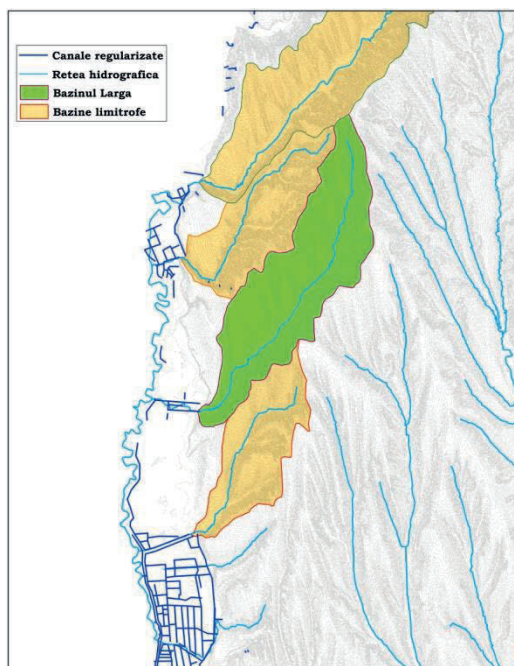 Canale regularizate
Retea hidrografica
Bazinul Larga
Bazine limitrofe